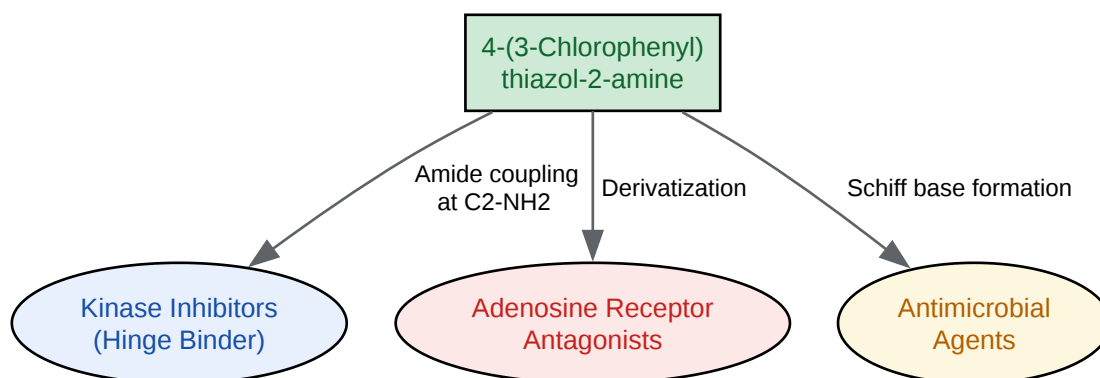 4-(3-Chlorophenyl)
thiazol-2-amine
Amide coupling
at C2-NH2
Derivatization
Schiff base formation
Kinase Inhibitors
(Hinge Binder)
Adenosine Receptor
Antagonists
Antimicrobial
Agents